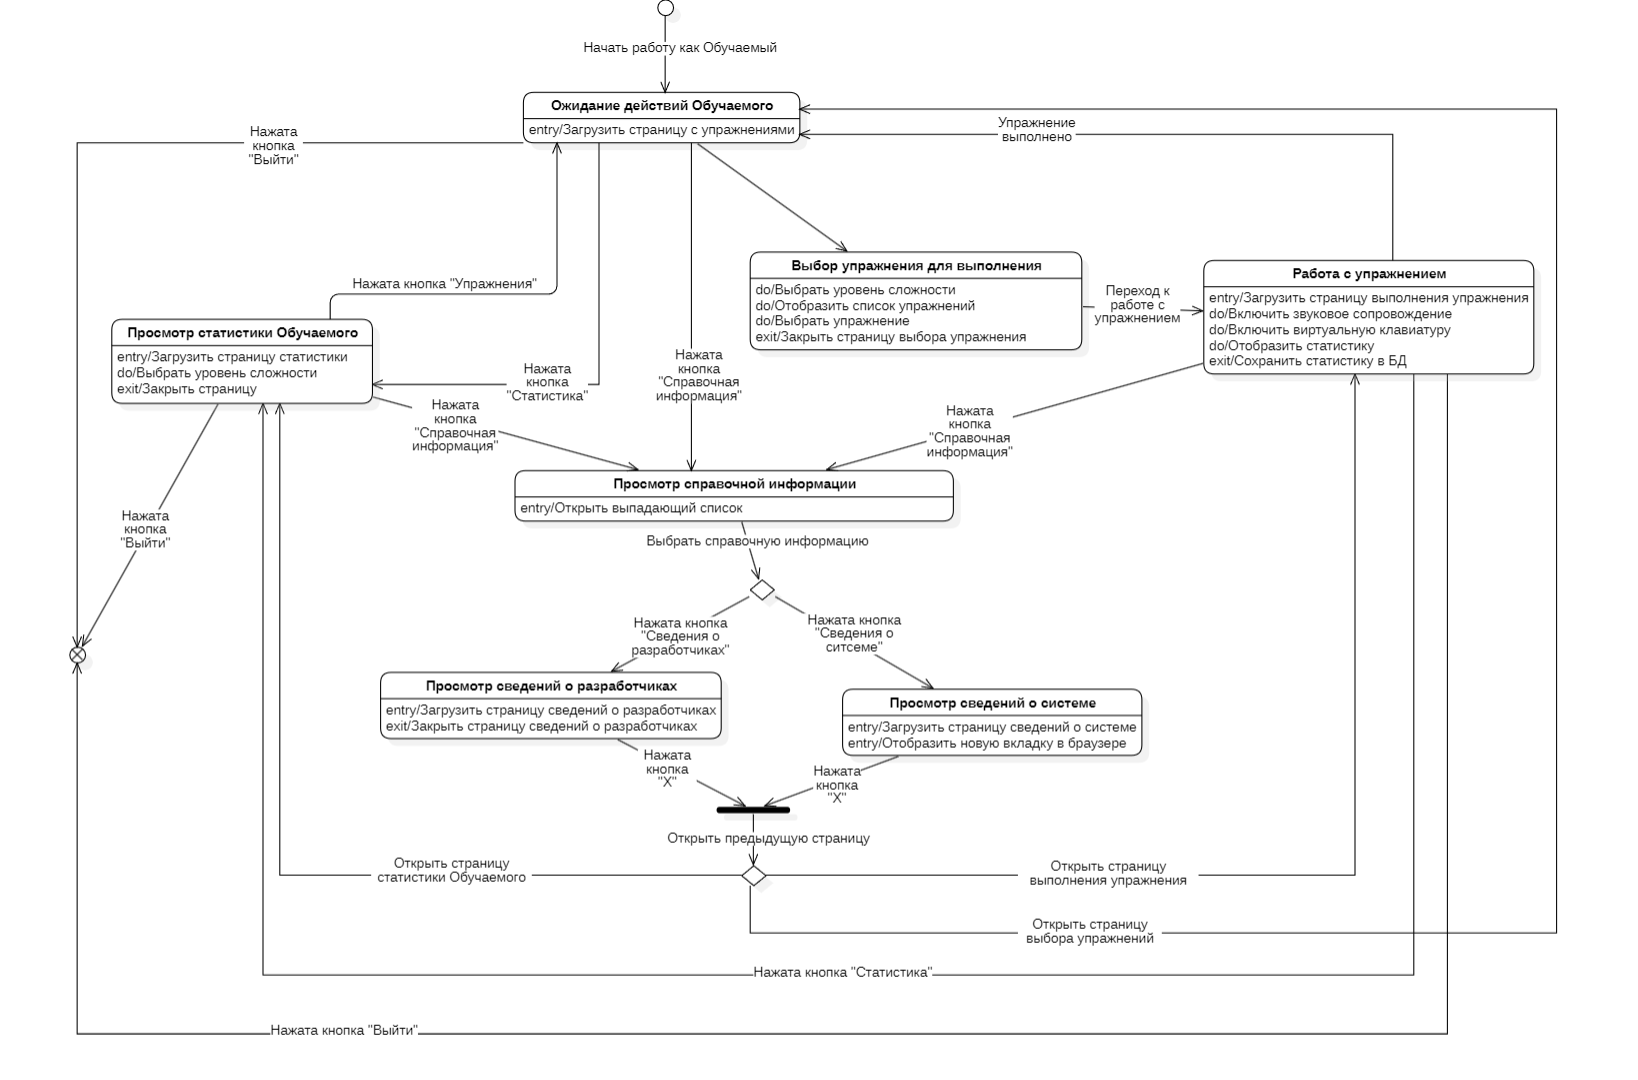 Начать работу как Обучаемый
Ожидание действий Обучаемого
entry/Загрузить страницу с упражнениями
Нажата
кнопка
"Выйти"
Упражнение
выполнено
Нажата кнопка "Упражнения"
Выбор упражнения для выполнения
do/Выбрать уровень сложности
do/Отобразить список упражнений
do/Выбрать упражнение
exit/Закрыть страницу выбора упражнения
Переход к
работе с
упражнением
Работа с упражнением
entry/Загрузить страницу выполнения упражнения
do/Включить звуковое сопровождение
do/Включить виртуальную клавиатуру
do/Отобразить статистику
exit/Сохранить статистику в БД
Просмотр статистики Обучаемого
entry/Загрузить страницу статистики
do/Выбрать уровень сложности
exit/Закрыть страницу
Нажата
кнопка
"Статистика"
Нажата
кнопка
"Справочная
информация"
Нажата
кнопка
"Справочная
информация"
Нажата
кнопка
"Справочная
информация"
Просмотр справочной информации
entry/Открыть выпадающий список
Нажата
кнопка
"Выйти"
Выбрать справочную информацию
Нажата кнопка
"Сведения о
разработчиках"
Нажата кнопка
"Сведения о
ситсеме"
Просмотр сведений о разработчиках
entry/Загрузить страницу сведений о разработчиках
exit/Закрыть страницу сведений о разработчиках
Просмотр сведений о системе
entry/Загрузить страницу сведений о системе
entry/Отобразить новую вкладку в браузере
Нажата
кнопка
"X"
Нажата
кнопка
"X"
Открыть предыдущую страницу
Открыть страницу
статистики Обучаемого
Открыть страницу
выполнения упражнения
Открыть страницу
выбора упражнений
Нажата кнопка "Статистика"
Нажата кнопка "Выйти"